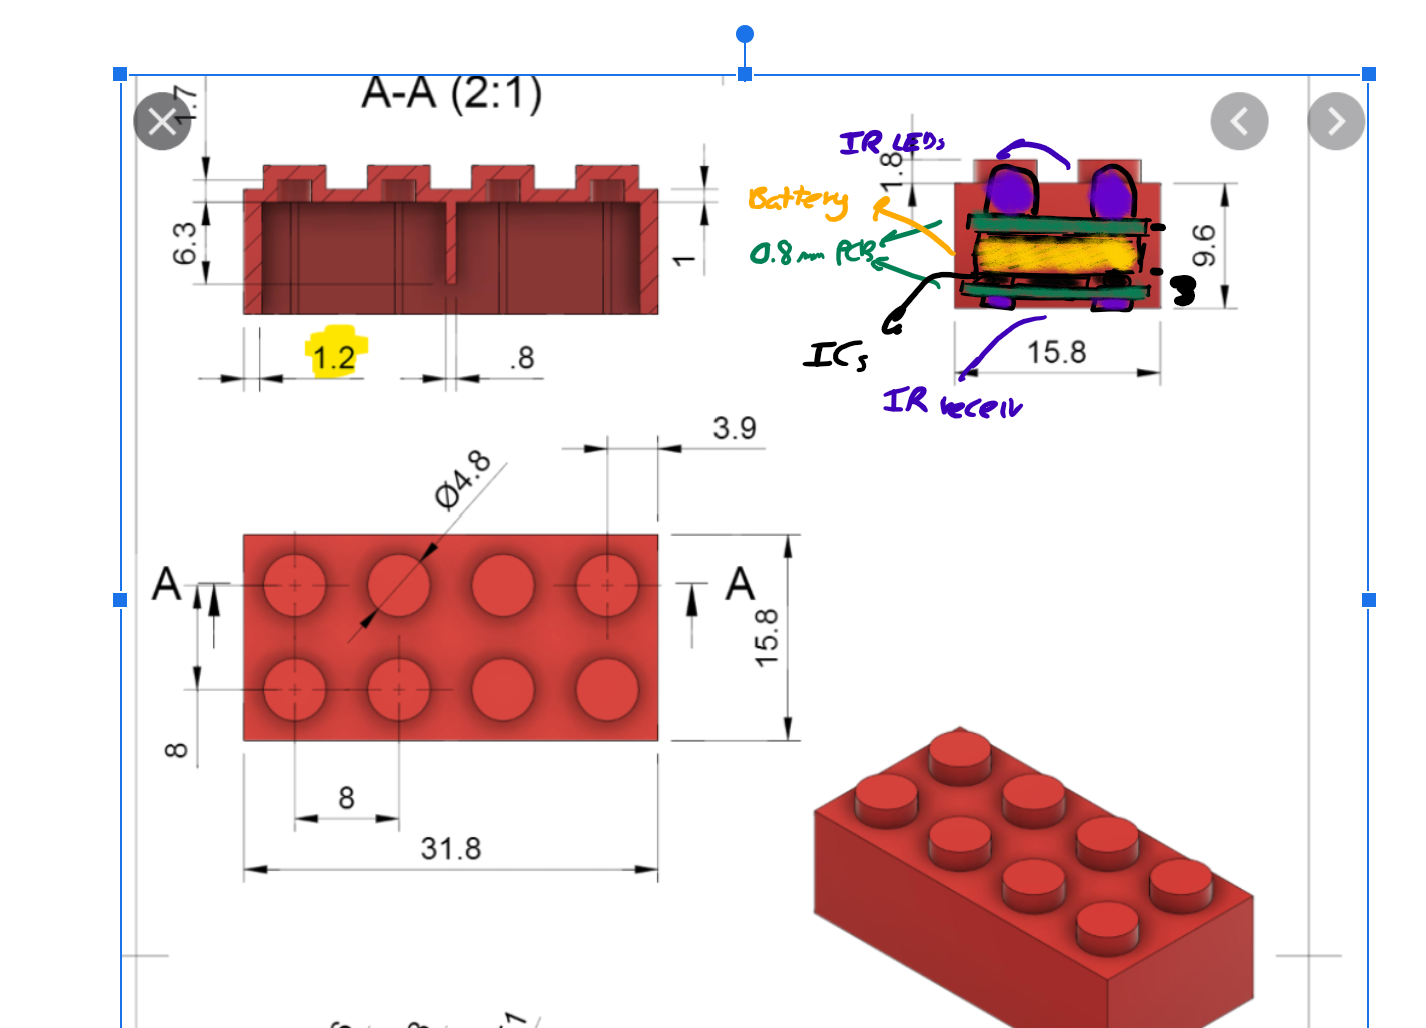 A-A (2:1)
1.7
IR LEDs
1.8
Battery
6.3
1
0.8mm PCBs
9.6
3
1.2
.8
ICs
15.8
IR receiv
3.9
Ø4.8
A
A
15.8
8
8
31.8